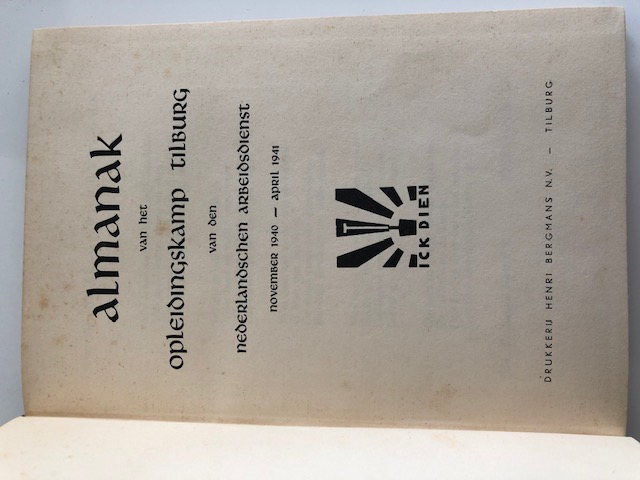 almanak
van het
opleidingskamp tilburg
van den
nederlandschen arbeidsdienst
november 1940 — april 1941
ICK DIEN
DRUKKERIJ HENRI BERGMANS N.V. — TILBURG